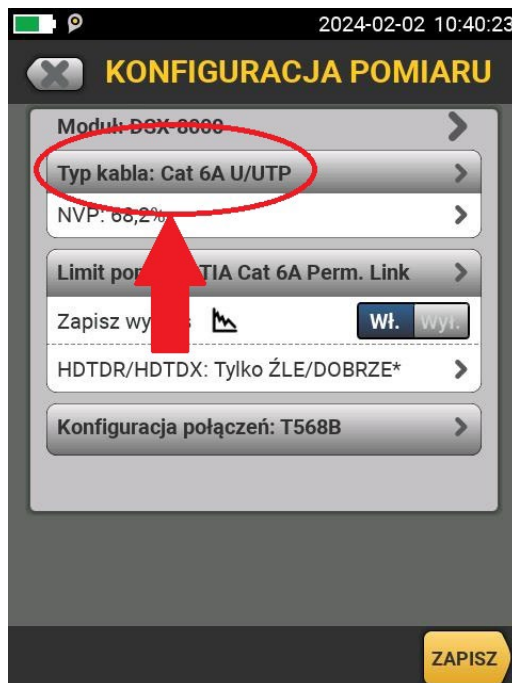 2024-02-02 10:40:23
KONFIGURACJA POMIARU
Moduł: DSX-8000
Typ kabla: Cat 6A U/UTP
NVP: 68,2%
Limit TIA Cat 6A Perm. Link
Zapisz Wł. Wył.
HDTDR/HDTDX: Tylko ŹLE/DOBRZE*
Konfiguracja połączeń: T568B
ZAPISZ